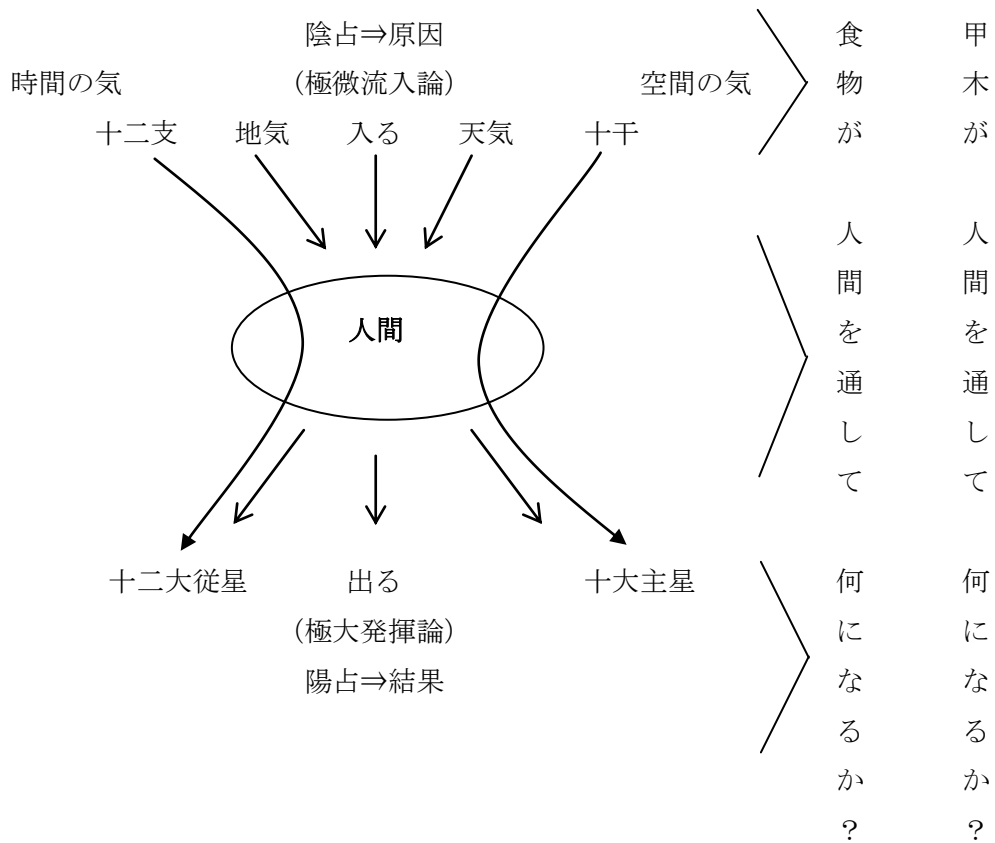 陰占⇒原因
時間の気 (極微流入論) 空間の気
十二支 地気 入る 天気 十干
人間
十二大従星 出る 十大主星
(極大発揮論)
陽占⇒結果
甲木が
人間を通して
何になるか？
食物が
人間を通して
何になるか？